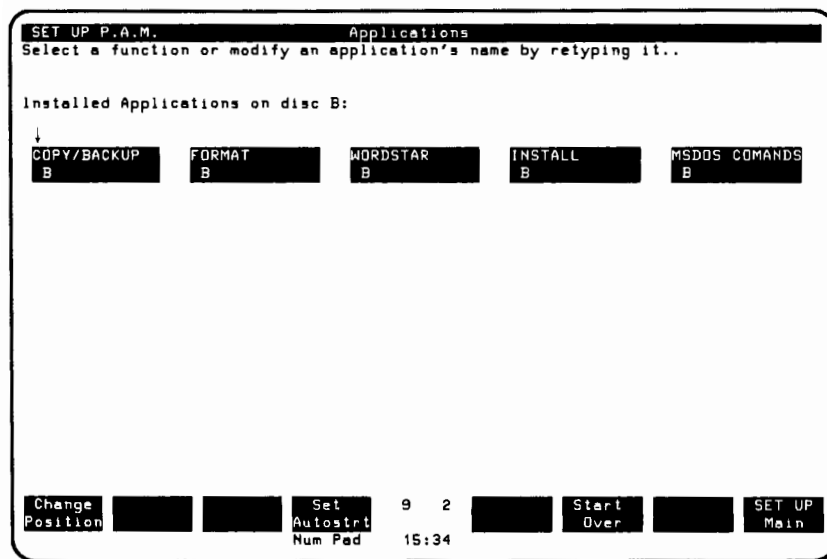 SET UP P.A.M. Applications
Select a function or modify an application's name by retyping it..
Installed Applications on disc B:
COPY/BACKUP FORMAT WORDSTAR INSTALL MSDOS COMANDS
B B B B B
Change Set 9 2 Start SET UP
Position Autostrt Over Main
Num Pad 15:34